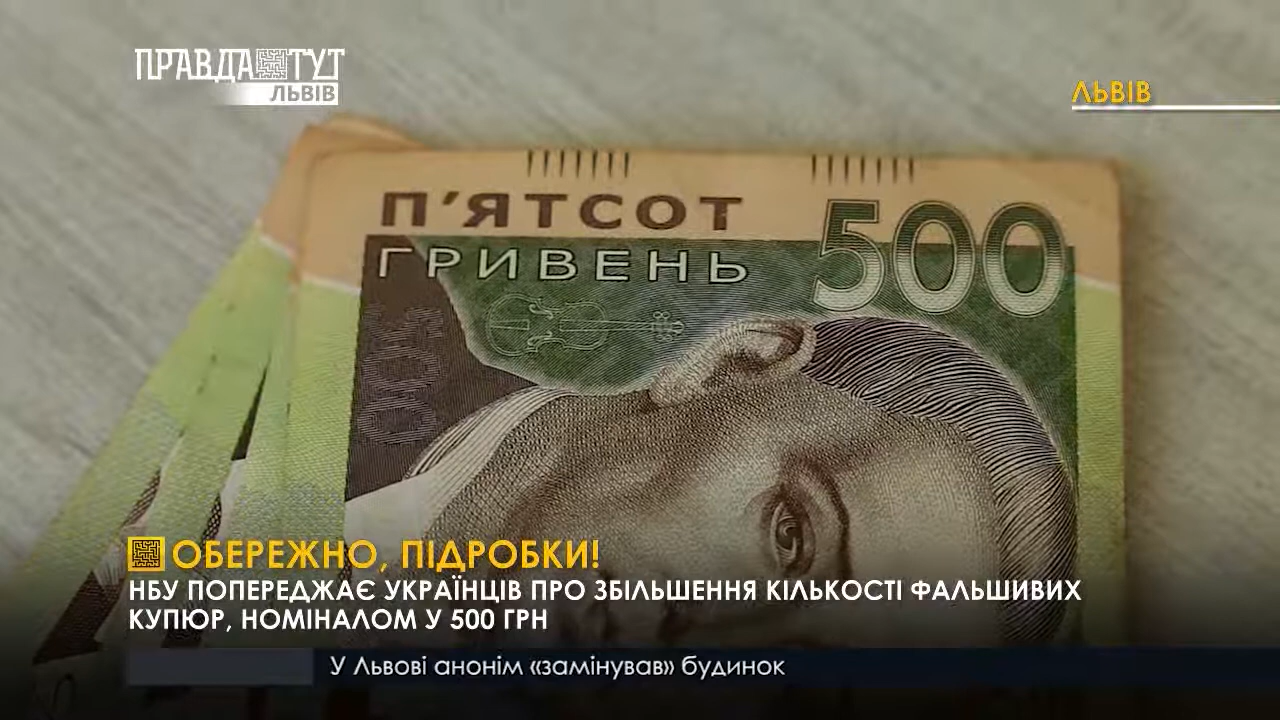 ПРАВДА ТУТ
ЛЬВІВ
ЛЬВІВ
П'ЯТСОТ
ГРИВЕНЬ
500
500
ОБЕРЕЖНО, ПІДРОБКИ!
НБУ ПОПЕРЕДЖАЄ УКРАЇНЦІВ ПРО ЗБІЛЬШЕННЯ КІЛЬКОСТІ ФАЛЬШИВИХ
КУПЮР, НОМІНАЛОМ У 500 ГРН
У Львові анонім «замінував» будинок